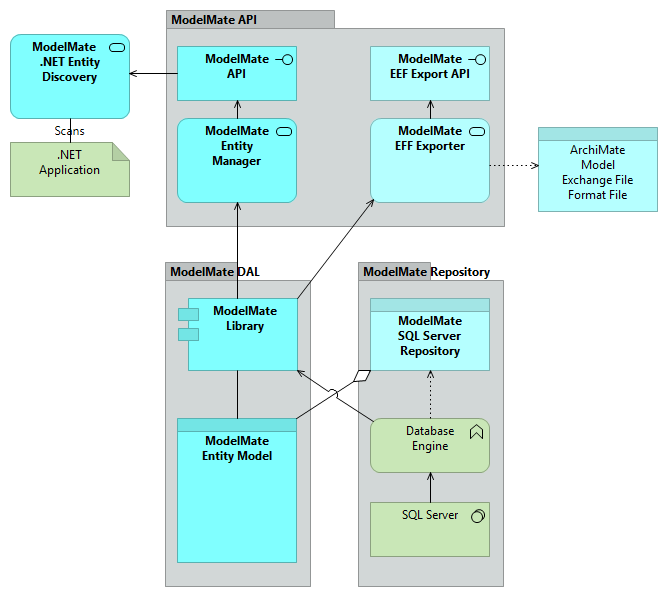 ModelMate API
ModelMate
.NET Entity
Discovery
ModelMate
API
ModelMate
EEF Export API
Scans
.NET
Application
ModelMate
Entity
Manager
ModelMate
EFF Exporter
ArchiMate
Model
Exchange File
Format File
ModelMate DAL
ModelMate Repository
ModelMate
Library
ModelMate
SQL Server
Repository
ModelMate
Entity Model
Database
Engine
SQL Server